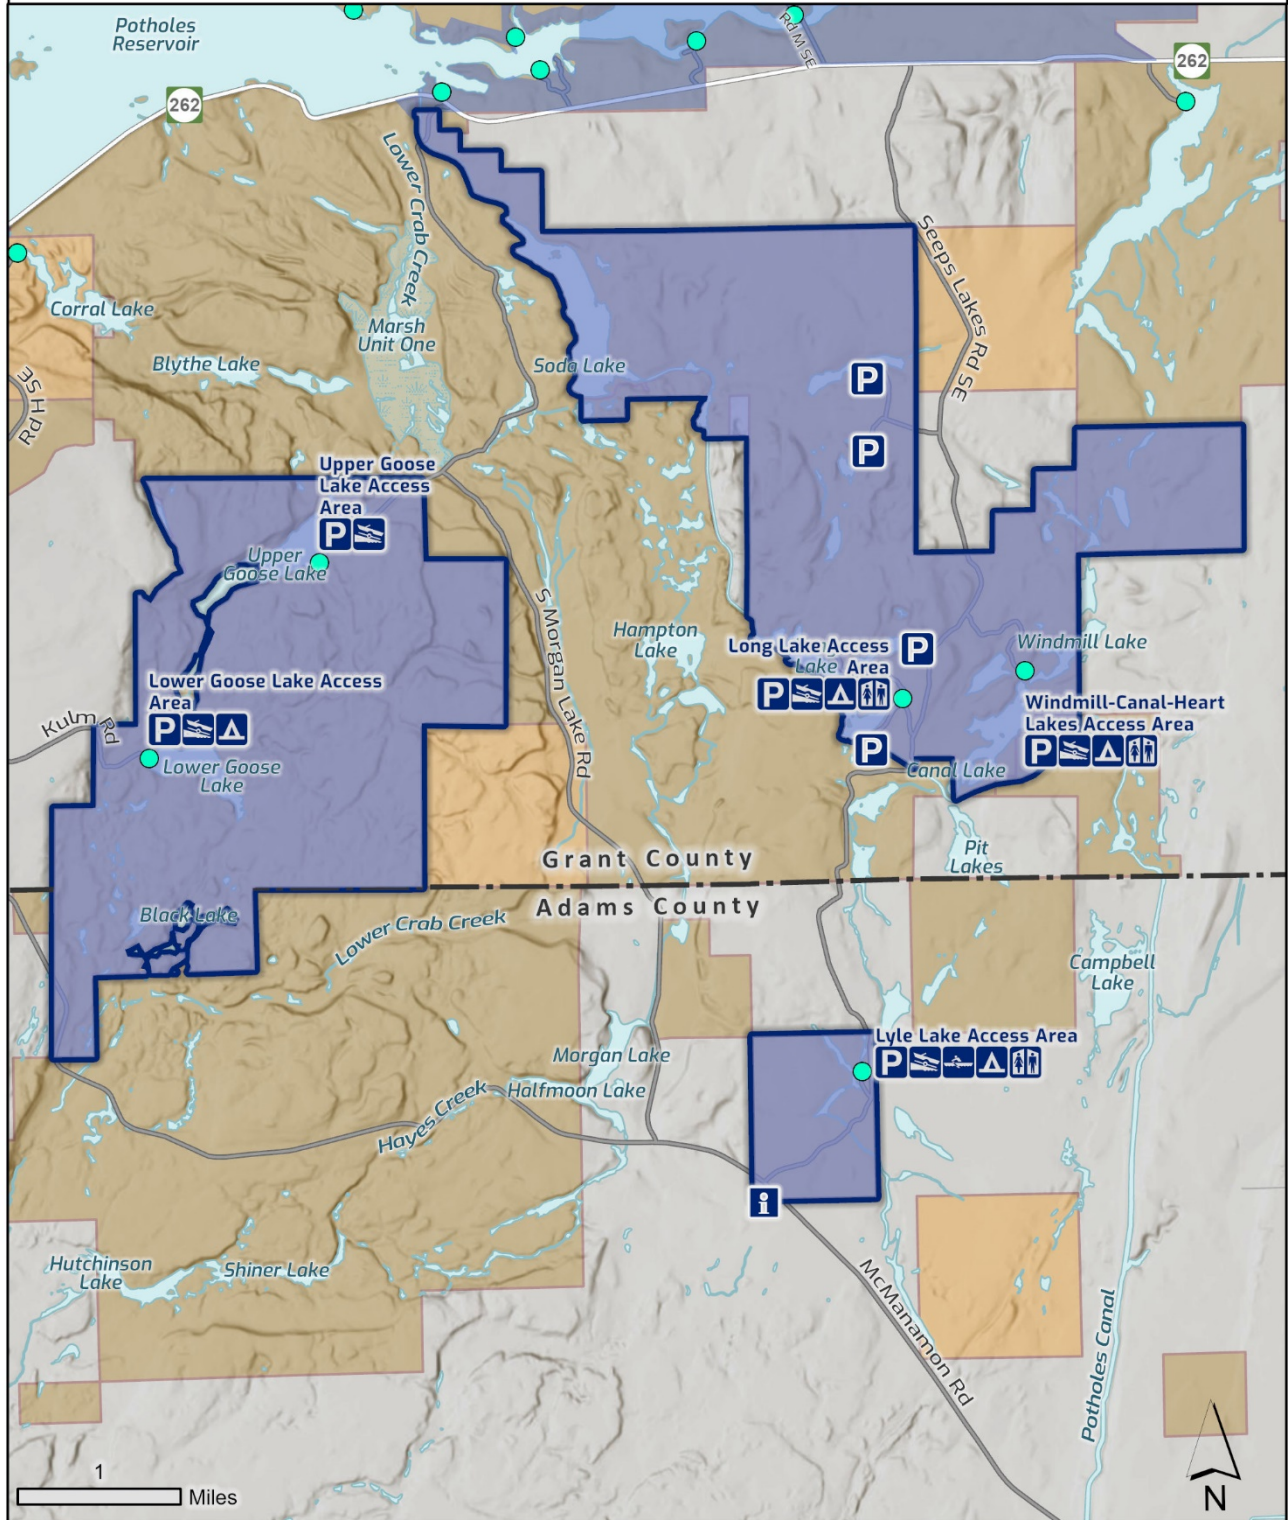 Potholes
Reservoir
Rd M SE
262
262
Lower Crab Creek
Seeps Lakes Rd SE
Corral Lake
Marsh
Unit One
Blythe Lake
Soda Lake
Rd H SE
Upper Goose
Lake Access
Area
P
P
P
Upper
Goose Lake
S Morgan Lake Rd
Hampton
Lake
Long Lake Access
Lake Area
P
P
Windmill Lake
Lower Goose Lake Access
Area
P
Kulm Rd
Lower Goose
Lake
Windmill-Canal-Heart
Lakes Access Area
P
P
Canal Lake
Pit
Lakes
Grant County
Adams County
Black Lake
Lower Crab Creek
Campbell
Lake
Morgan Lake
Halfmoon Lake
Hayes Creek
Lyle Lake Access Area
P
i
Hutchinson
Lake
Shiner Lake
McManamon Rd
Potholes Canal
1
Miles
N